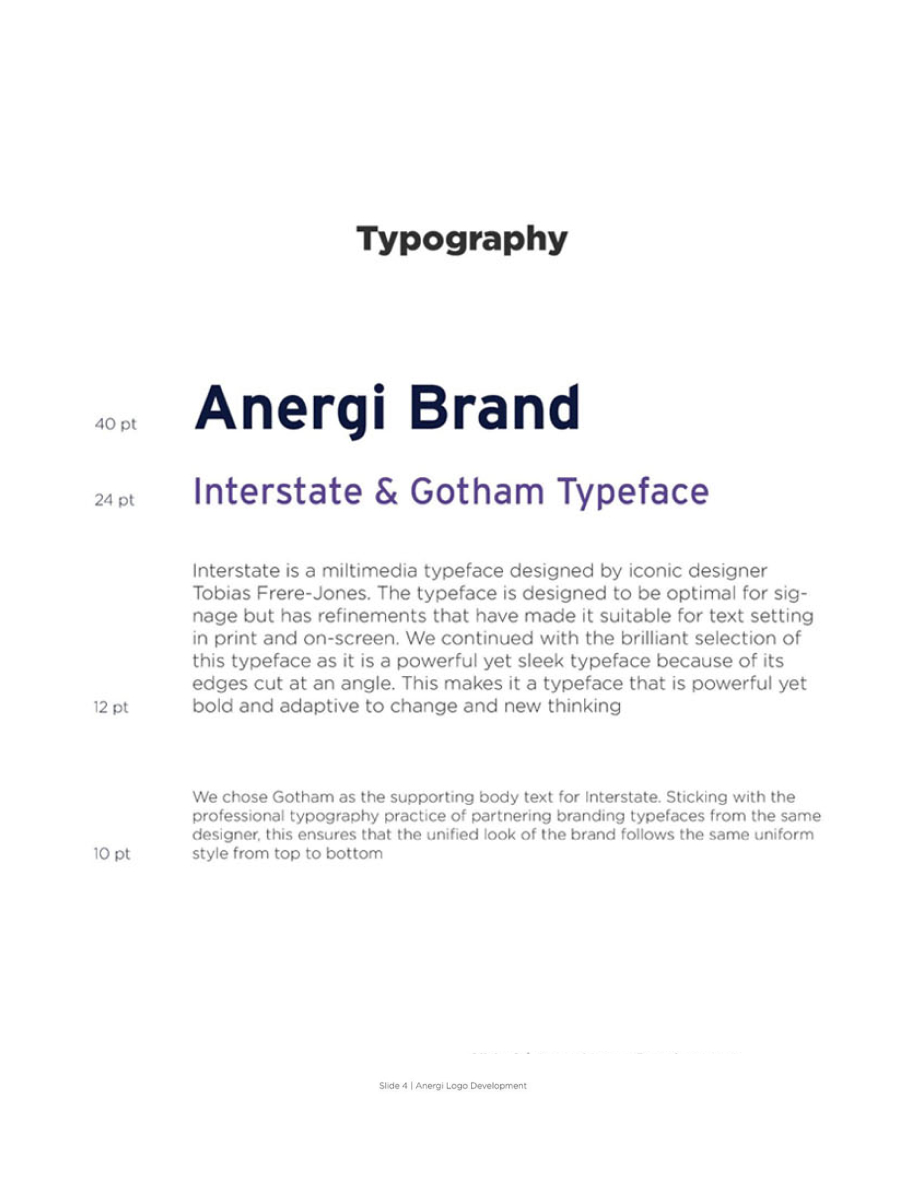 Typography
Anergi Brand
40 pt
Interstate & Gotham Typeface
24 pt
Interstate is a miltimedia typeface designed by iconic designer
Tobias Frere-Jones. The typeface is designed to be optimal for sig-
nage but has refinements that have made it suitable for text setting
in print and on-screen. We continued with the brilliant selection of
this typeface as it is a powerful yet sleek typeface because of its
edges cut at an angle. This makes it a typeface that is powerful yet
12 pt
bold and adaptive to change and new thinking
We chose Gotham as the supporting body text for Interstate. Sticking with the
professional typography practice of partnering branding typefaces from the same
designer, this ensures that the unified look of the brand follows the same uniform
10 pt
style from top to bottom
Slide 4 | Anergi Logo Development